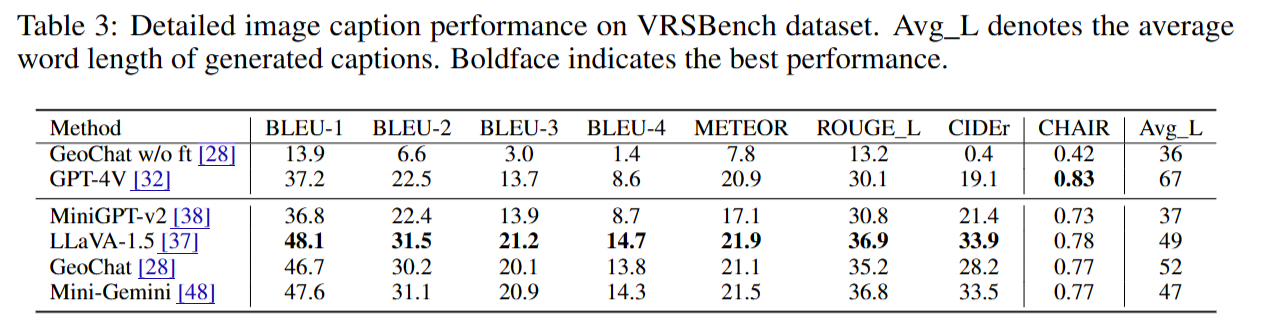 Table 3: Detailed image caption performance on VRSBench dataset. Avg_L denotes the average
word length of generated captions. Boldface indicates the best performance.
Method BLEU-1 BLEU-2 BLEU-3 BLEU-4 METEOR ROUGE_L CIDEr CHAIR Avg_L
GeoChat w/o ft [28] 13.9 6.6 3.0 1.4 7.8 13.2 0.4 0.42 36
GPT-4V [32] 37.2 22.5 13.7 8.6 20.9 30.1 19.1 0.83 67
MiniGPT-v2 [38] 36.8 22.4 13.9 8.7 17.1 30.8 21.4 0.73 37
LLaVA-1.5 [37] 48.1 31.5 21.2 14.7 21.9 36.9 33.9 0.78 49
GeoChat [28] 46.7 30.2 20.1 13.8 21.1 35.2 28.2 0.77 52
Mini-Gemini [48] 47.6 31.1 20.9 14.3 21.5 36.8 33.5 0.77 47